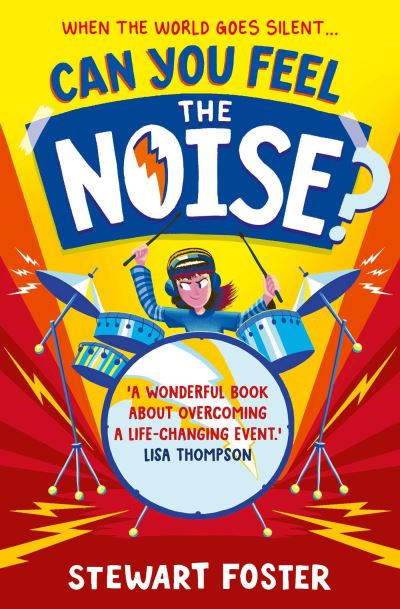 WHEN THE WORLD GOES SILENT...
CAN YOU FEEL
THE
NOISE?
'A WONDERFUL BOOK
ABOUT OVERCOMING
A LIFE-CHANGING EVENT.'
LISA THOMPSON
STEWART FOSTER